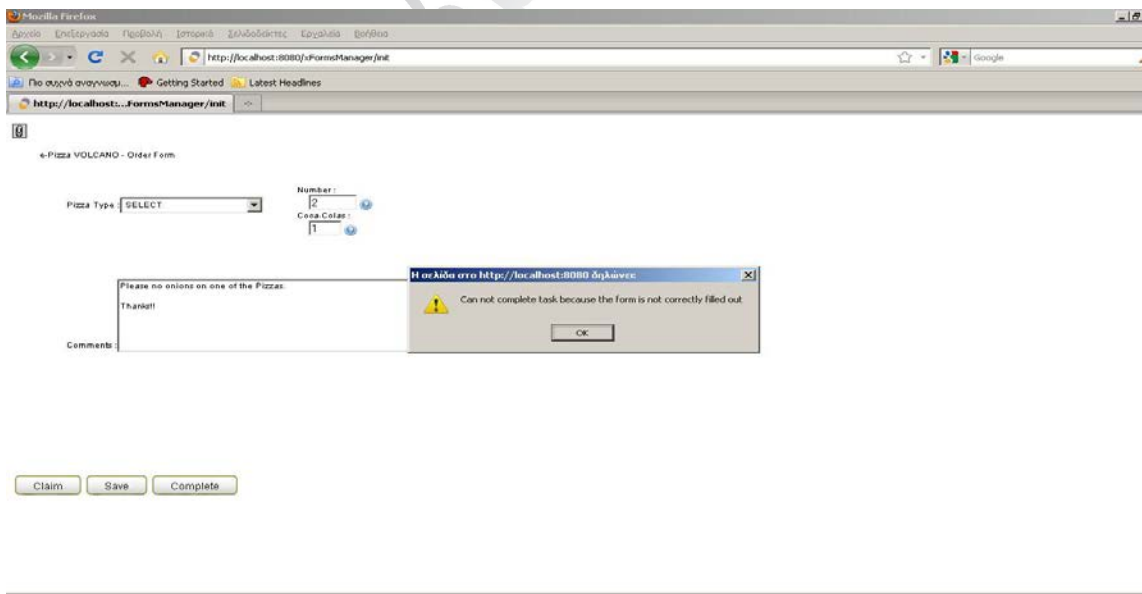 Mozilla Firefox
Αρχείο Επεξεργασία Προβολή Ιστορικό Σελιδοδείκτες Εργαλεία Βοήθεια
http://localhost:8080/xFormsManager/init
Google
Πιο συχνά αναγνωσμ... Getting Started Latest Headlines
http://localhost:...FormsManager/init
e-Pizza VOLCANO - Order Form
Number :
Pizza Type : SELECT 2
Cooa.Colas :
1
Η σελίδα στο http://localhost:8080 δηλώνει:
Please no onions on one of the Pizzas.
Can not complete task because the form is not correctly filled out
Thanks!!
OK
Comments :
Claim Save Complete